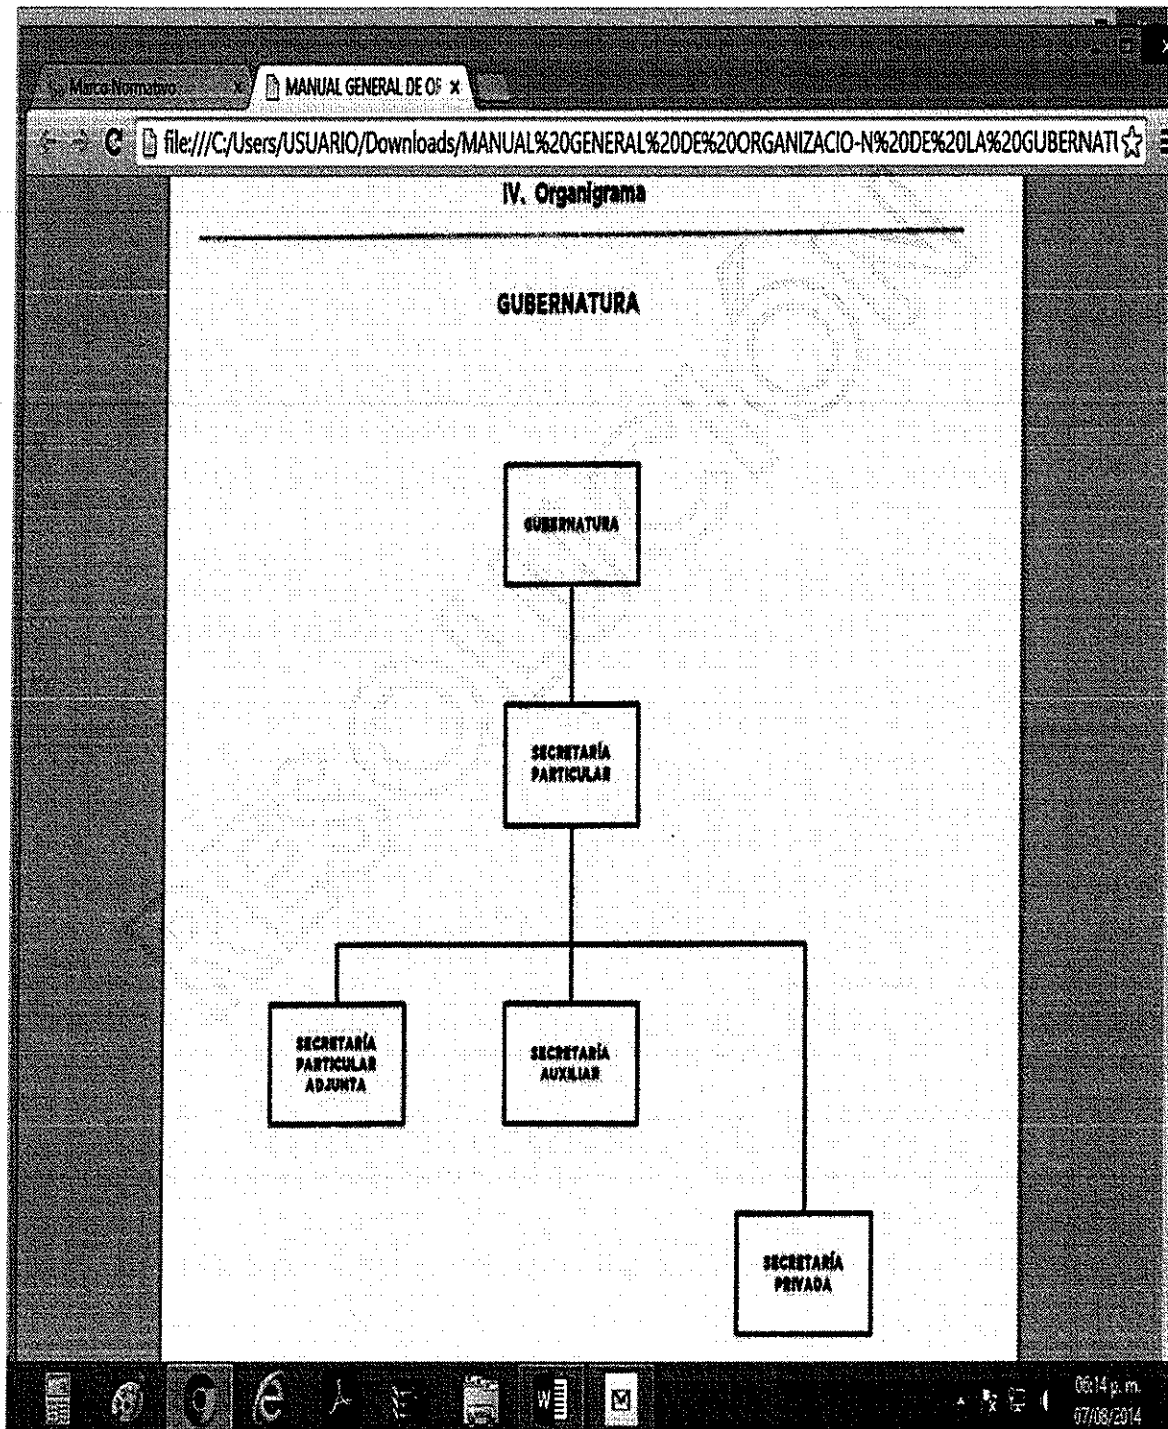 Marco Normativo
MANUAL GENERAL DE OF
file:///C:/Users/USUARIO/Downloads/MANUAL%20GENERAL%20DE%20ORGANIZACIO-N%20DE%20LA%20GUBERNATU
IV. Organigrama
GUBERNATURA
GUBERNATURA
SECRETARÍA
PARTICULAR
SECRETARÍA
PARTICULAR
ADJUNTA
SECRETARÍA
AUXILIAR
SECRETARÍA
PRIVADA
06:14 p. m.
07/08/2014